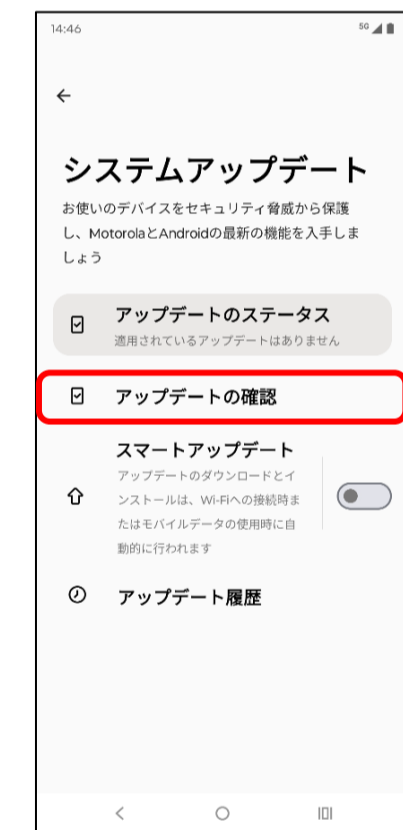 14:46 5G
システムアップデート
お使いのデバイスをセキュリティ脅威から保護
し、MotorolaとAndroidの最新の機能を入手しま
しょう
アップデートのステータス
適用されているアップデートはありません
アップデートの確認
スマートアップデート
アップデートのダウンロードとイ
ンストールは、Wi-Fiへの接続時ま
たはモバイルデータの使用時に自
動的に行われます
アップデート履歴